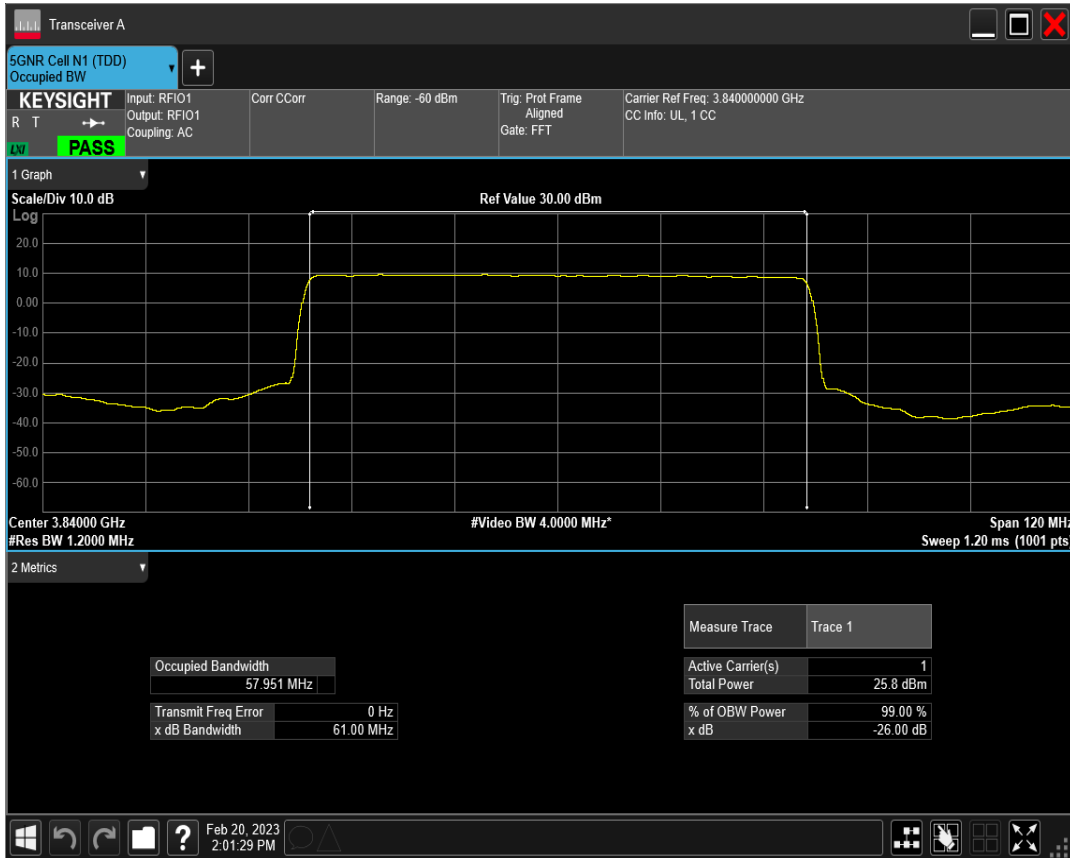 Transceiver A
5GNR Cell N1 (TDD)
Occupied BW
KEYSIGHT
R T
LXI
PASS
Input: RFIO1
Output: RFIO1
Coupling: AC
Corr CCorr
Range: -60 dBm
Trig: Prot Frame
Aligned
Gate: FFT
Carrier Ref Freq: 3.840000000 GHz
CC Info: UL, 1 CC
1 Graph
Scale/Div 10.0 dB
Ref Value 30.00 dBm
Log
20.0
10.0
0.00
-10.0
-20.0
-30.0
-40.0
-50.0
-60.0
Center 3.84000 GHz
#Video BW 4.0000 MHz*
Span 120 MHz
#Res BW 1.2000 MHz
Sweep 1.20 ms (1001 pts)
2 Metrics
Measure Trace Trace 1
Occupied Bandwidth
57.951 MHz
Transmit Freq Error 0 Hz
x dB Bandwidth 61.00 MHz
Active Carrier(s) 1
Total Power 25.8 dBm
% of OBW Power 99.00 %
x dB -26.00 dB
?
Feb 20, 2023
2:01:29 PM